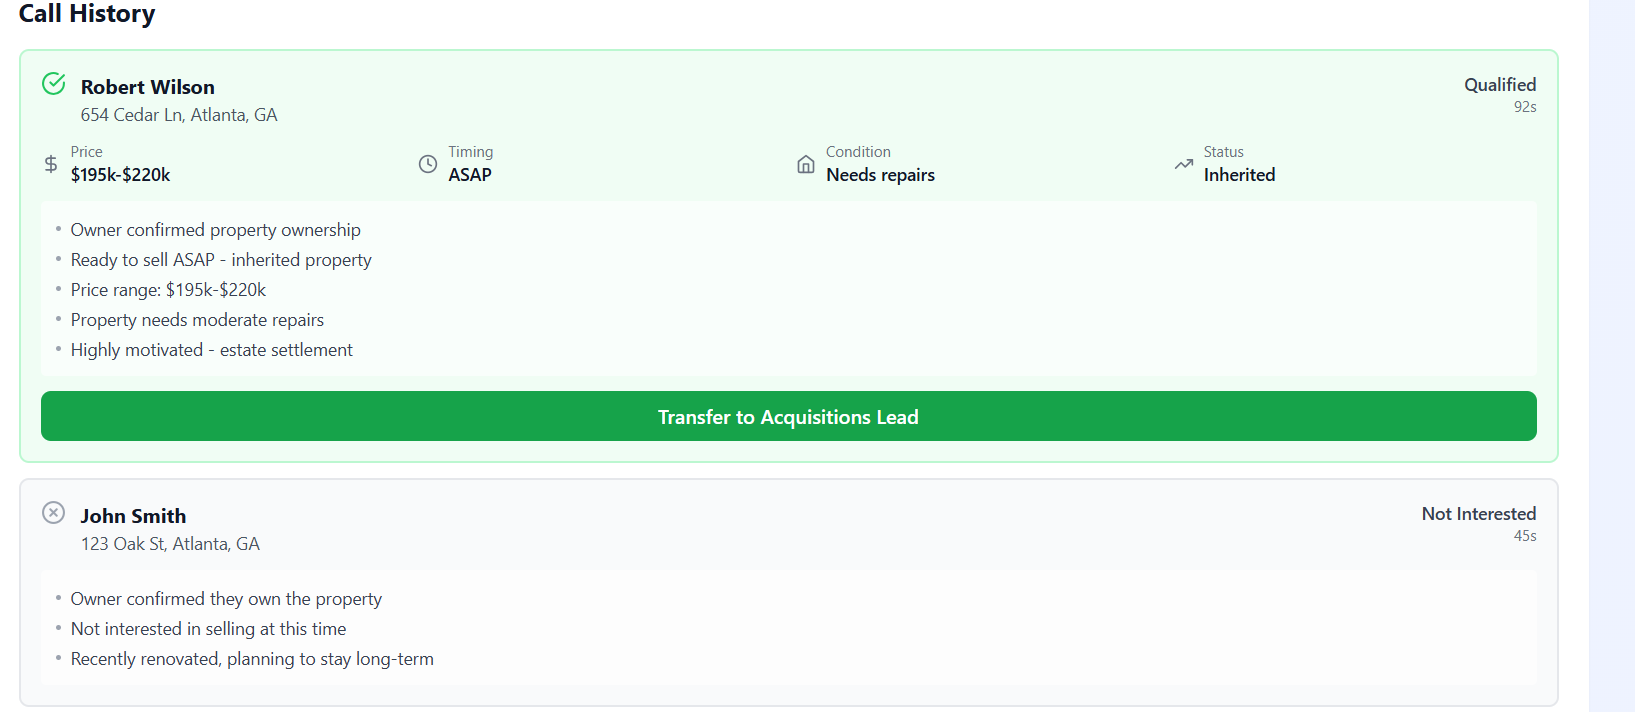 Call History
Robert Wilson
654 Cedar Ln, Atlanta, GA
Qualified
92s
Price
$195k-$220k
Timing
ASAP
Condition
Needs repairs
Status
Inherited
• Owner confirmed property ownership
• Ready to sell ASAP - inherited property
• Price range: $195k-$220k
• Property needs moderate repairs
• Highly motivated - estate settlement
Transfer to Acquisitions Lead
John Smith
123 Oak St, Atlanta, GA
Not Interested
45s
• Owner confirmed they own the property
• Not interested in selling at this time
• Recently renovated, planning to stay long-term